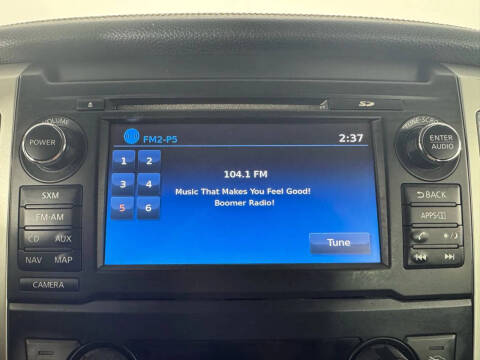 VOLUME
POWER
SD
TUNE-SCROLL
ENTER
AUDIO
FM2-P5
2:37
1 2
3 4
5 6
104.1 FM
Music That Makes You Feel Good!
Boomer Radio!
Tune
SXM
FM-AM
CD AUX
NAV MAP
CAMERA
BACK
APPS